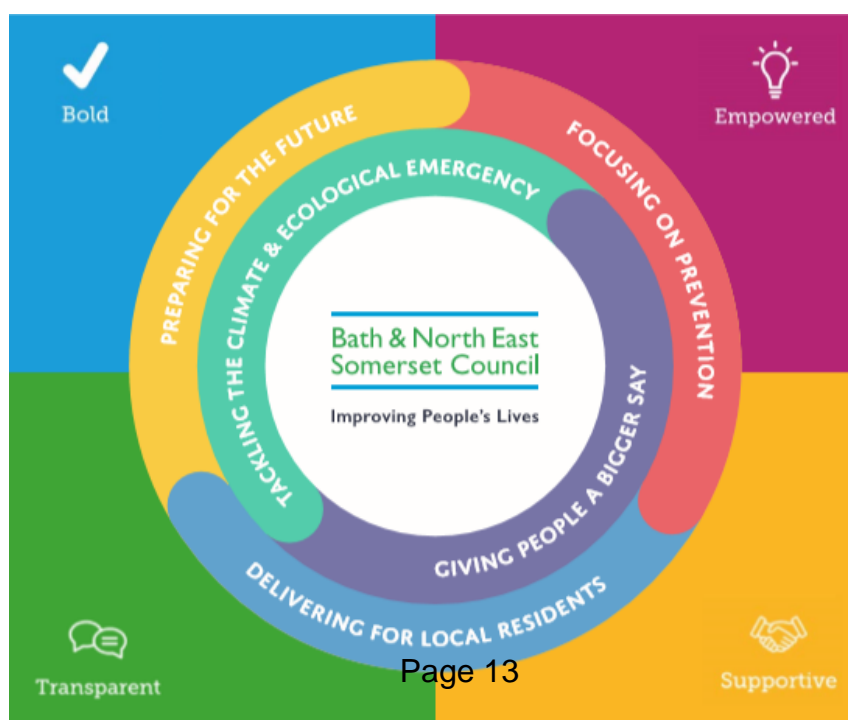 Bold
Empowered
PREPARING FOR THE FUTURE
FOCUSING ON PREVENTION
TACKLING THE CLIMATE & ECOLOGICAL EMERGENCY
Bath & North East
Somerset Council
Improving People's Lives
GIVING PEOPLE A BIGGER SAY
DELIVERING FOR LOCAL RESIDENTS
Page 13
Transparent
Supportive